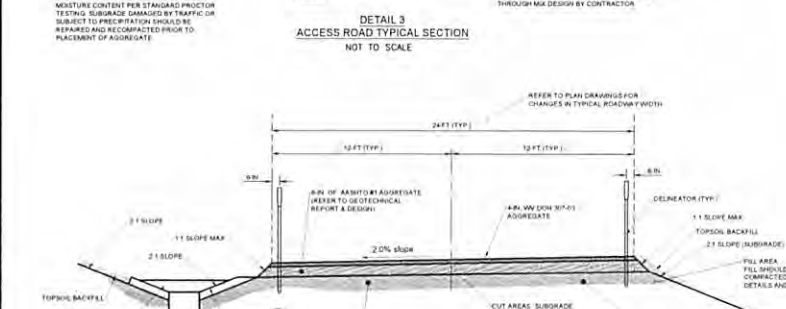 MOISTURE CONTENT PER STANDARD PROCTOR
TESTING. SUBGRADE DAMAGED BY TRAFFIC OR
SUBJECT TO PRECIPITATION SHOULD BE
REPAIRED AND RECOMPACTED PRIOR TO
PLACEMENT OF AGGREGATE
THROUGH MIX DESIGN BY CONTRACTOR
DETAIL 3
ACCESS ROAD TYPICAL SECTION
NOT TO SCALE
REFER TO PLAN DRAWINGS FOR
CHANGES IN TYPICAL ROADWAY WIDTH
24-FT (TYP.)
12-FT (TYP.)
12-FT (TYP.)
6-IN
6-IN
8-IN. OF AASHTO #1 AGGREGATE
(REFER TO GEOTECHNICAL
REPORT & DESIGN)
4-IN. WV DOH 307-01
AGGREGATE
DELINEATOR (TYP.)
2:1 SLOPE
1:1 SLOPE MAX
2:1 SLOPE
2.0% slope
1:1 SLOPE MAX
TOPSOIL BACKFILL
2:1 SLOPE (SUBGRADE)
FILL AREA
FILL SHOULD
COMPACTED
DETAILS AND
TOPSOIL BACKFILL
CUT AREAS SUBGRADE